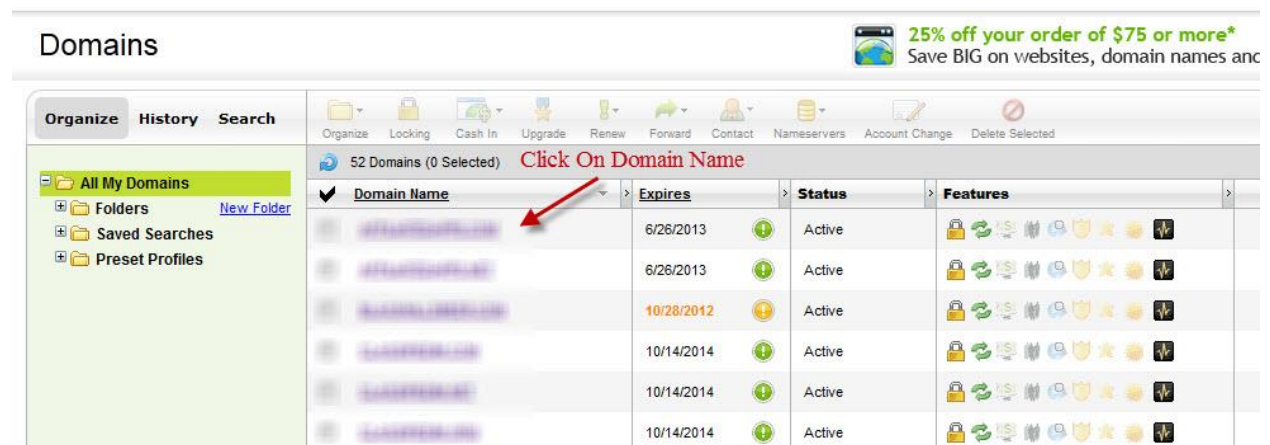 Domains
25% off your order of $75 or more*
Save BIG on websites, domain names and
Organize History Search
Organize Locking Cash In Upgrade Renew Forward Contact Nameservers Account Change Delete Selected
52 Domains (0 Selected) Click On Domain Name
All My Domains
Folders New Folder
Saved Searches
Preset Profiles
Domain Name Expires Status Features
6/26/2013 Active
6/26/2013 Active
10/28/2012 Active
10/14/2014 Active
10/14/2014 Active
10/14/2014 Active